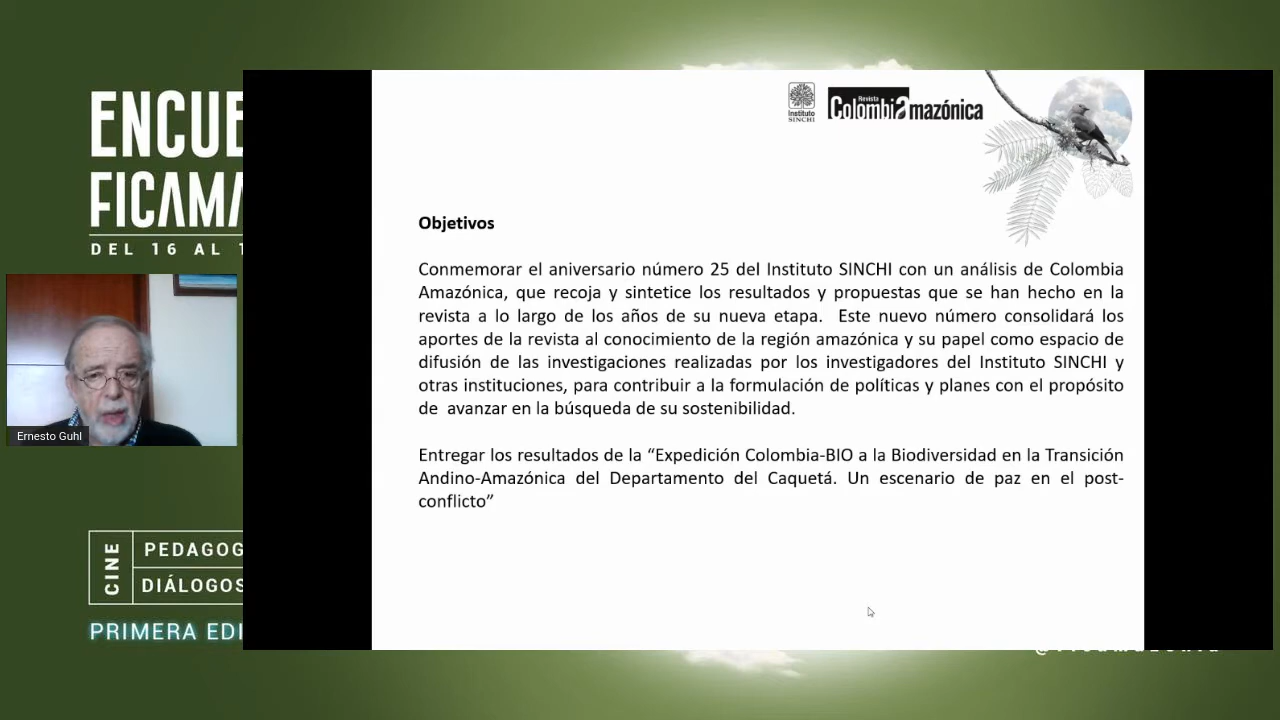 ENCUE
FICAMA
DEL 16 AL 1
Instituto
SINCHI
Revista
ColombiAmazónica
Objetivos
Conmemorar el aniversario número 25 del Instituto SINCHI con un análisis de Colombia
Amazónica, que recoja y sintetice los resultados y propuestas que se han hecho en la
revista a lo largo de los años de su nueva etapa. Este nuevo número consolidará los
aportes de la revista al conocimiento de la región amazónica y su papel como espacio de
difusión de las investigaciones realizadas por los investigadores del Instituto SINCHI y
otras instituciones, para contribuir a la formulación de políticas y planes con el propósito
de avanzar en la búsqueda de su sostenibilidad.
Entregar los resultados de la “Expedición Colombia-BIO a la Biodiversidad en la Transición
Andino-Amazónica del Departamento del Caquetá. Un escenario de paz en el post-
conflicto”
Ernesto Guhl
CINE
PEDAGOG
DIÁLOGOS
PRIMERA EDI